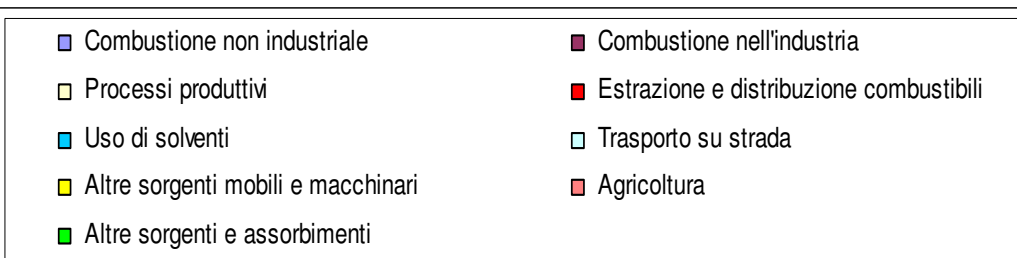 Combustione non industriale
Combustione nell'industria
Processi produttivi
Estrazione e distribuzione combustibili
Uso di solventi
Trasporto su strada
Altre sorgenti mobili e macchinari
Agricoltura
Altre sorgenti e assorbimenti